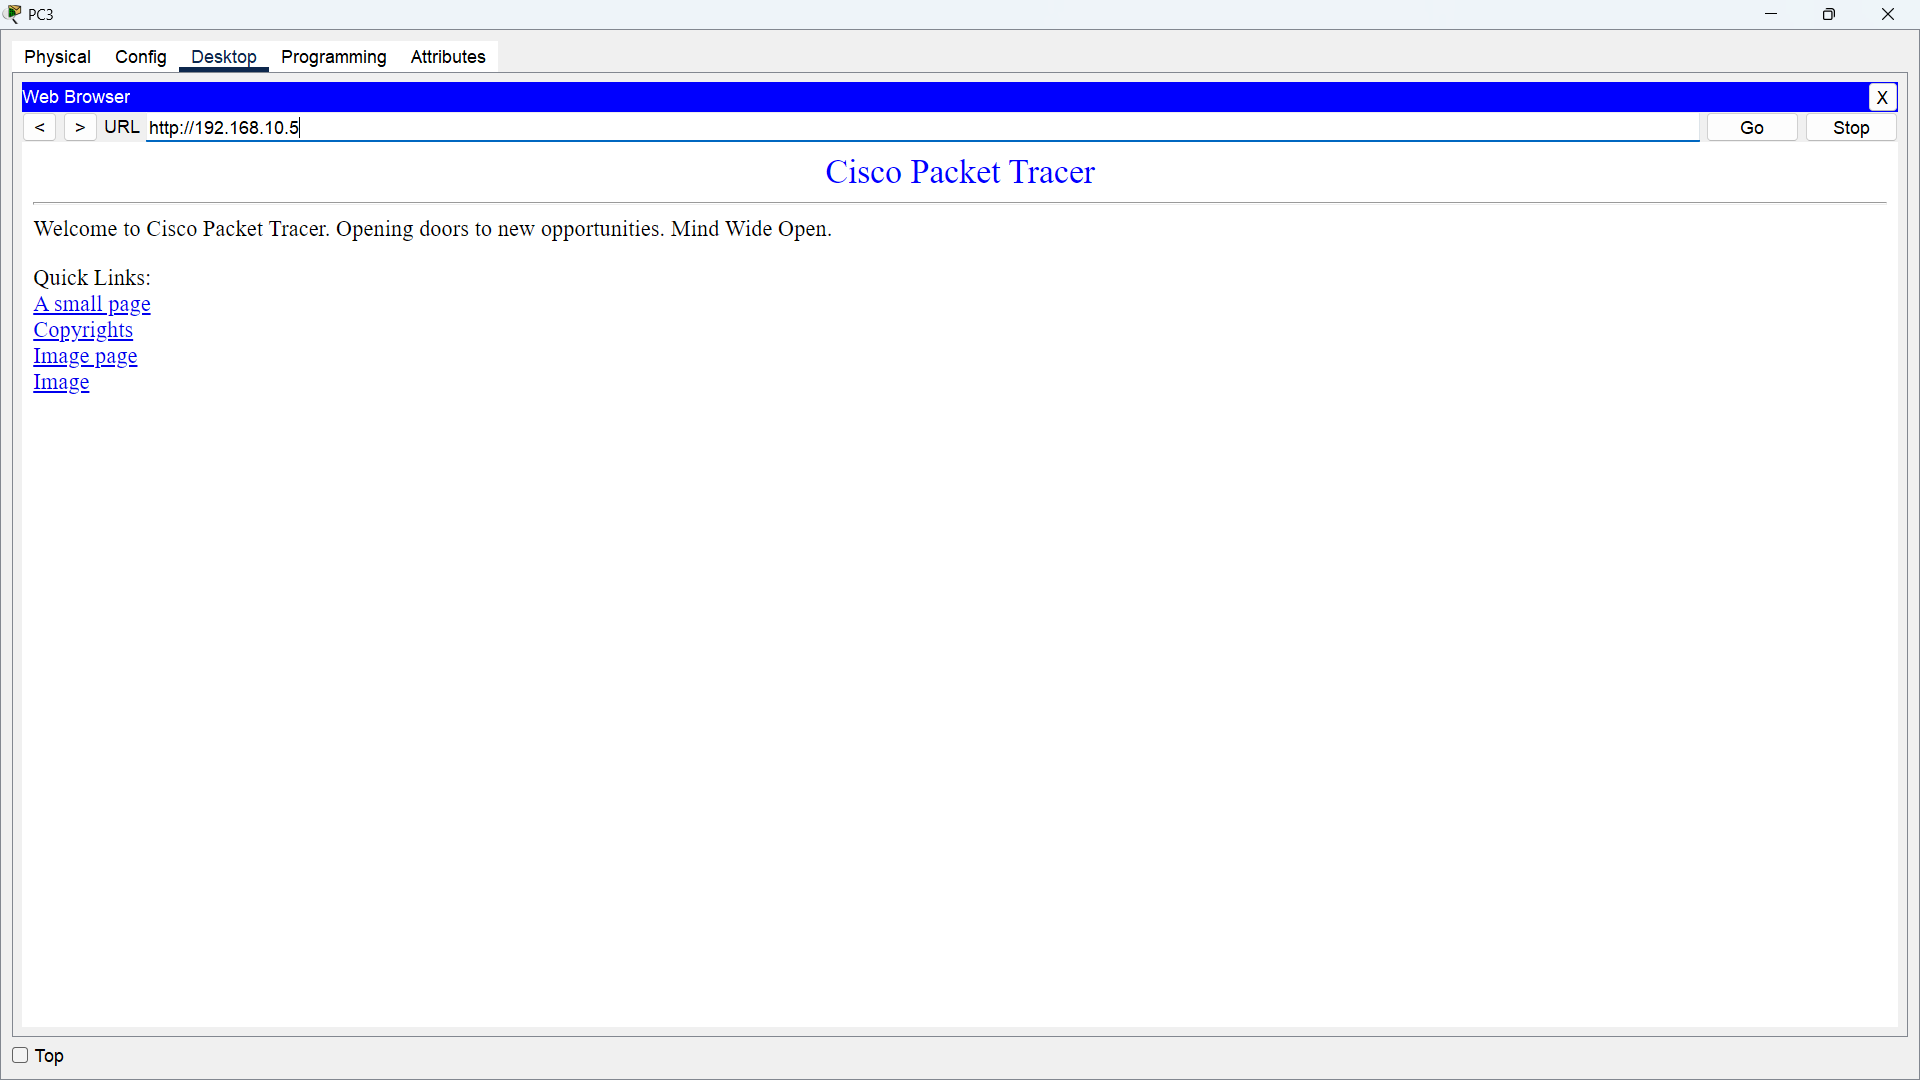 PC3
Physical Config Desktop Programming Attributes
Web Browser X
< > URL http://192.168.10.5 Go Stop
Cisco Packet Tracer
Welcome to Cisco Packet Tracer. Opening doors to new opportunities. Mind Wide Open.
Quick Links:
A small page
Copyrights
Image page
Image
Top